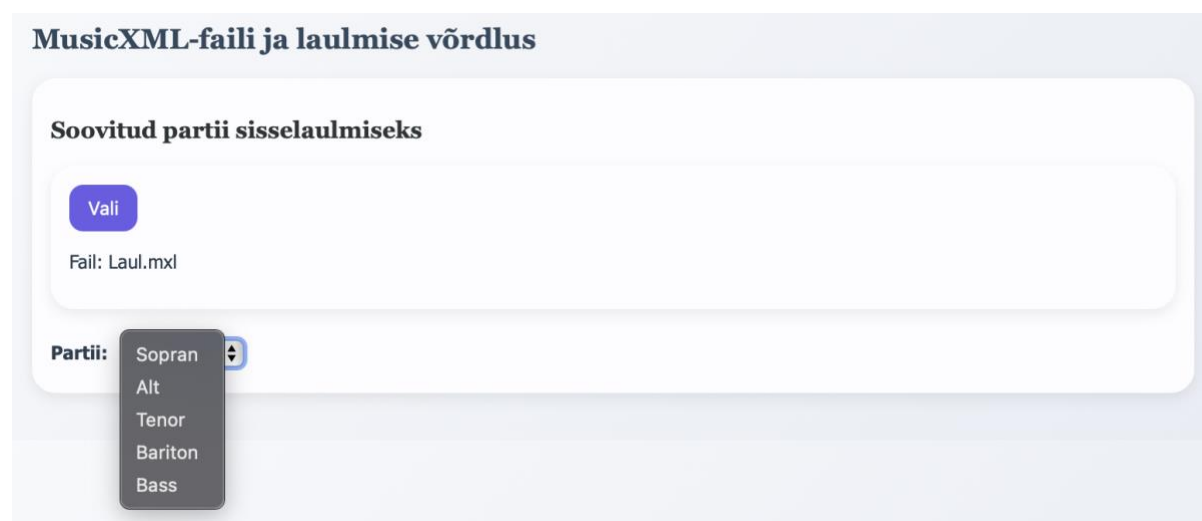 MusicXML-faili ja laulmise võrdlus
Soovitud partii sisselaulmiseks
Vali
Fail: Laul.mxl
Partii:
Sopran
Alt
Tenor
Bariton
Bass